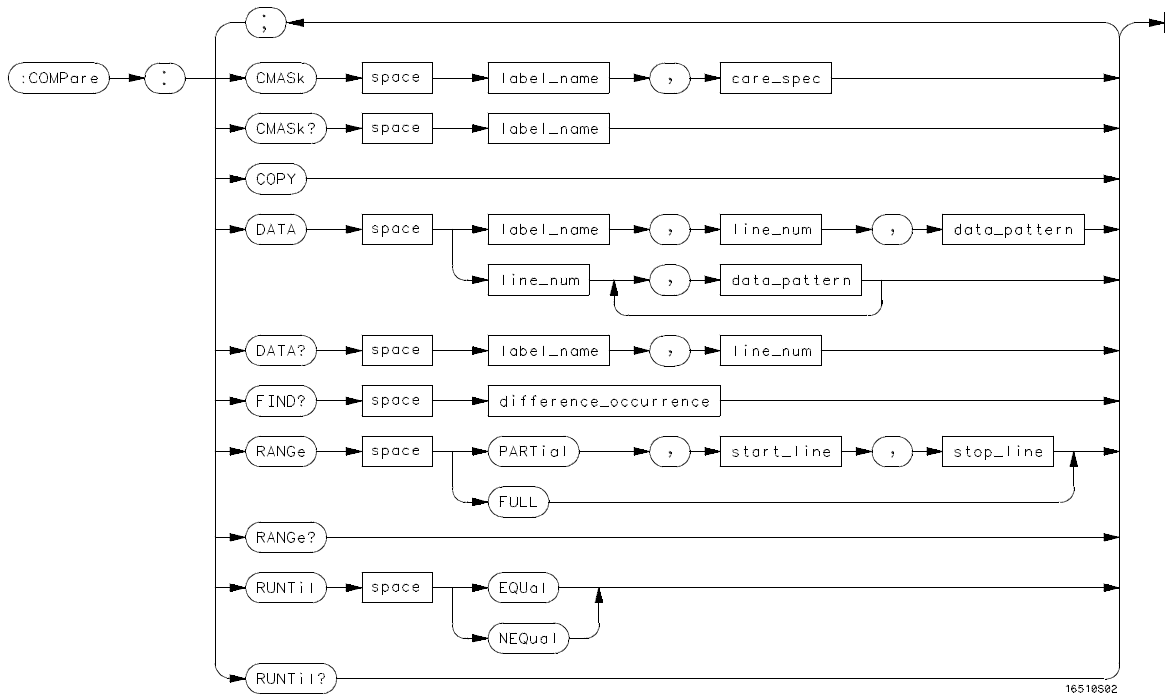 ;
:COMPare : CMASk space label_name , care_spec
CMASk? space label_name
COPY
DATA space label_name , line_num , data_pattern
line_num , data_pattern
DATA? space label_name , line_num
FIND? space difference_occurrence
RANGe space PARTial , start_line , stop_line
FULL
RANGe?
RUNTil space EQUal
NEQual
RUNTil?
16510S02